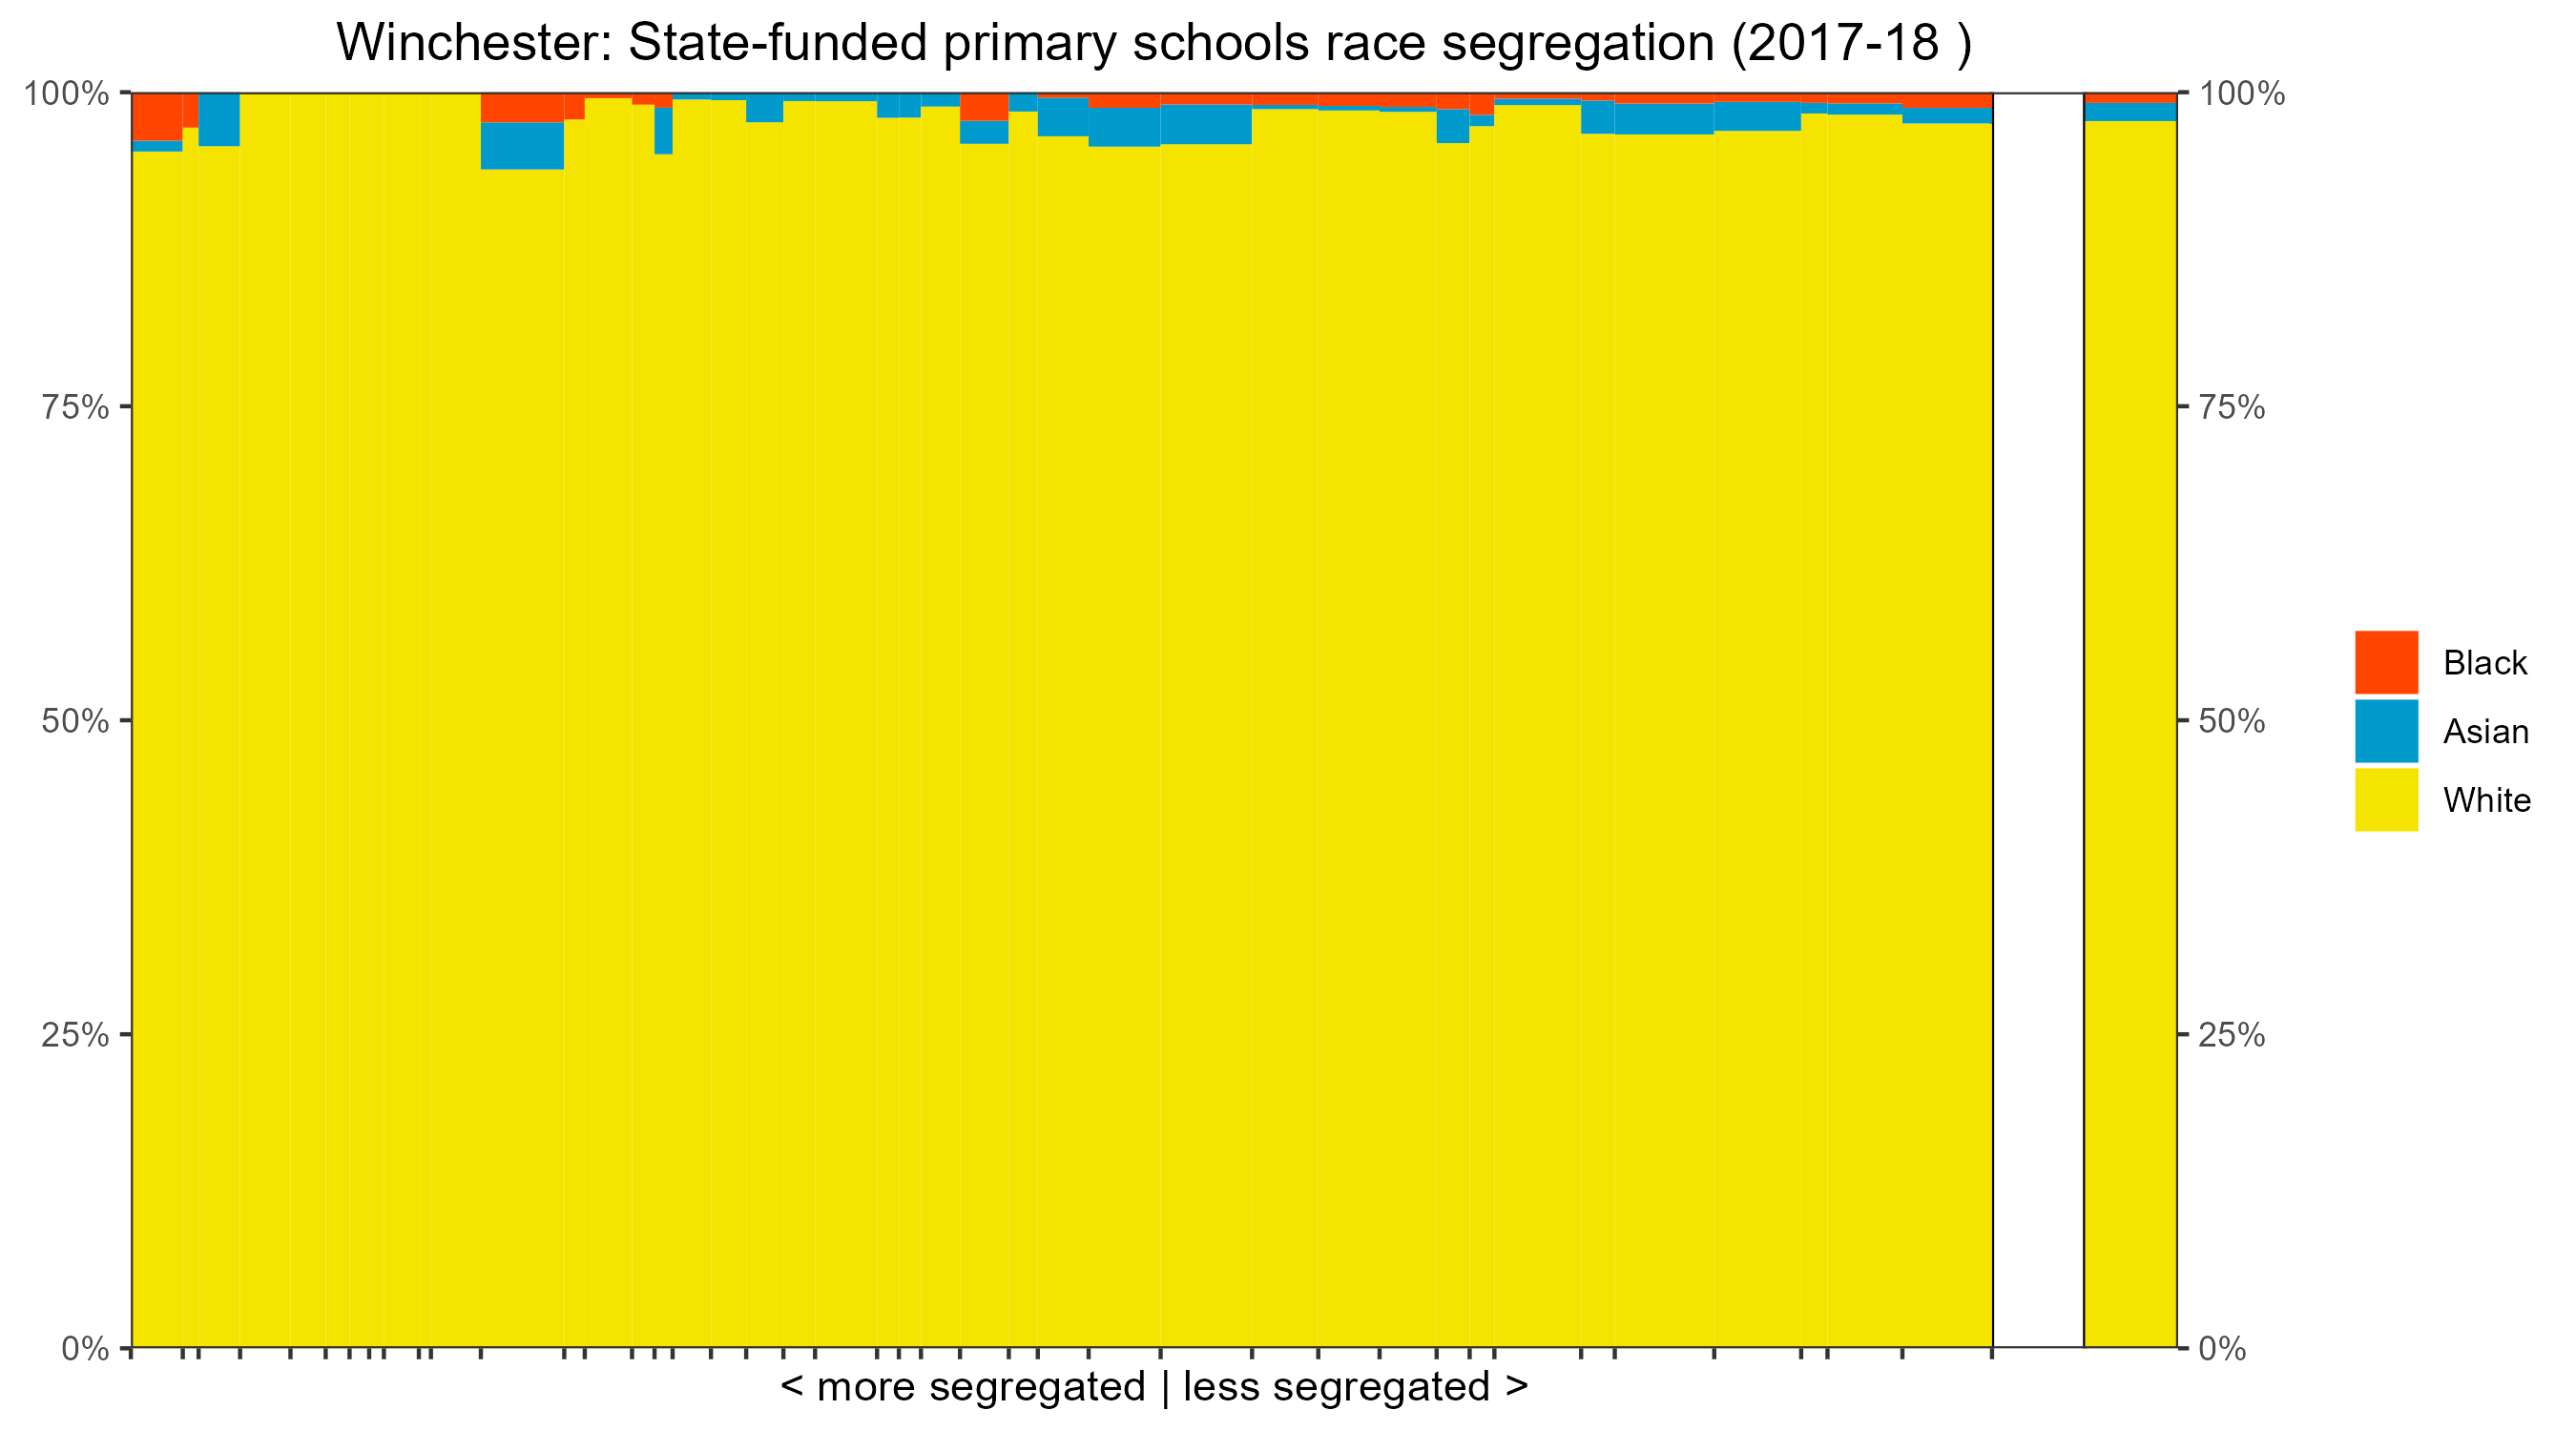 Winchester: State-funded primary schools race segregation (2017-18 )
100%
75%
50%
25%
0%
100%
75%
50%
25%
0%
Black
Asian
White
< more segregated | less segregated >